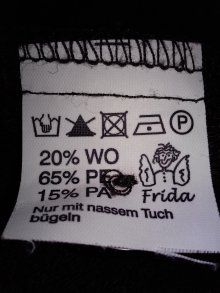 P
20% WO
65% PE
15% PA
Frida
Nur mit nassem Tuch
bügeln